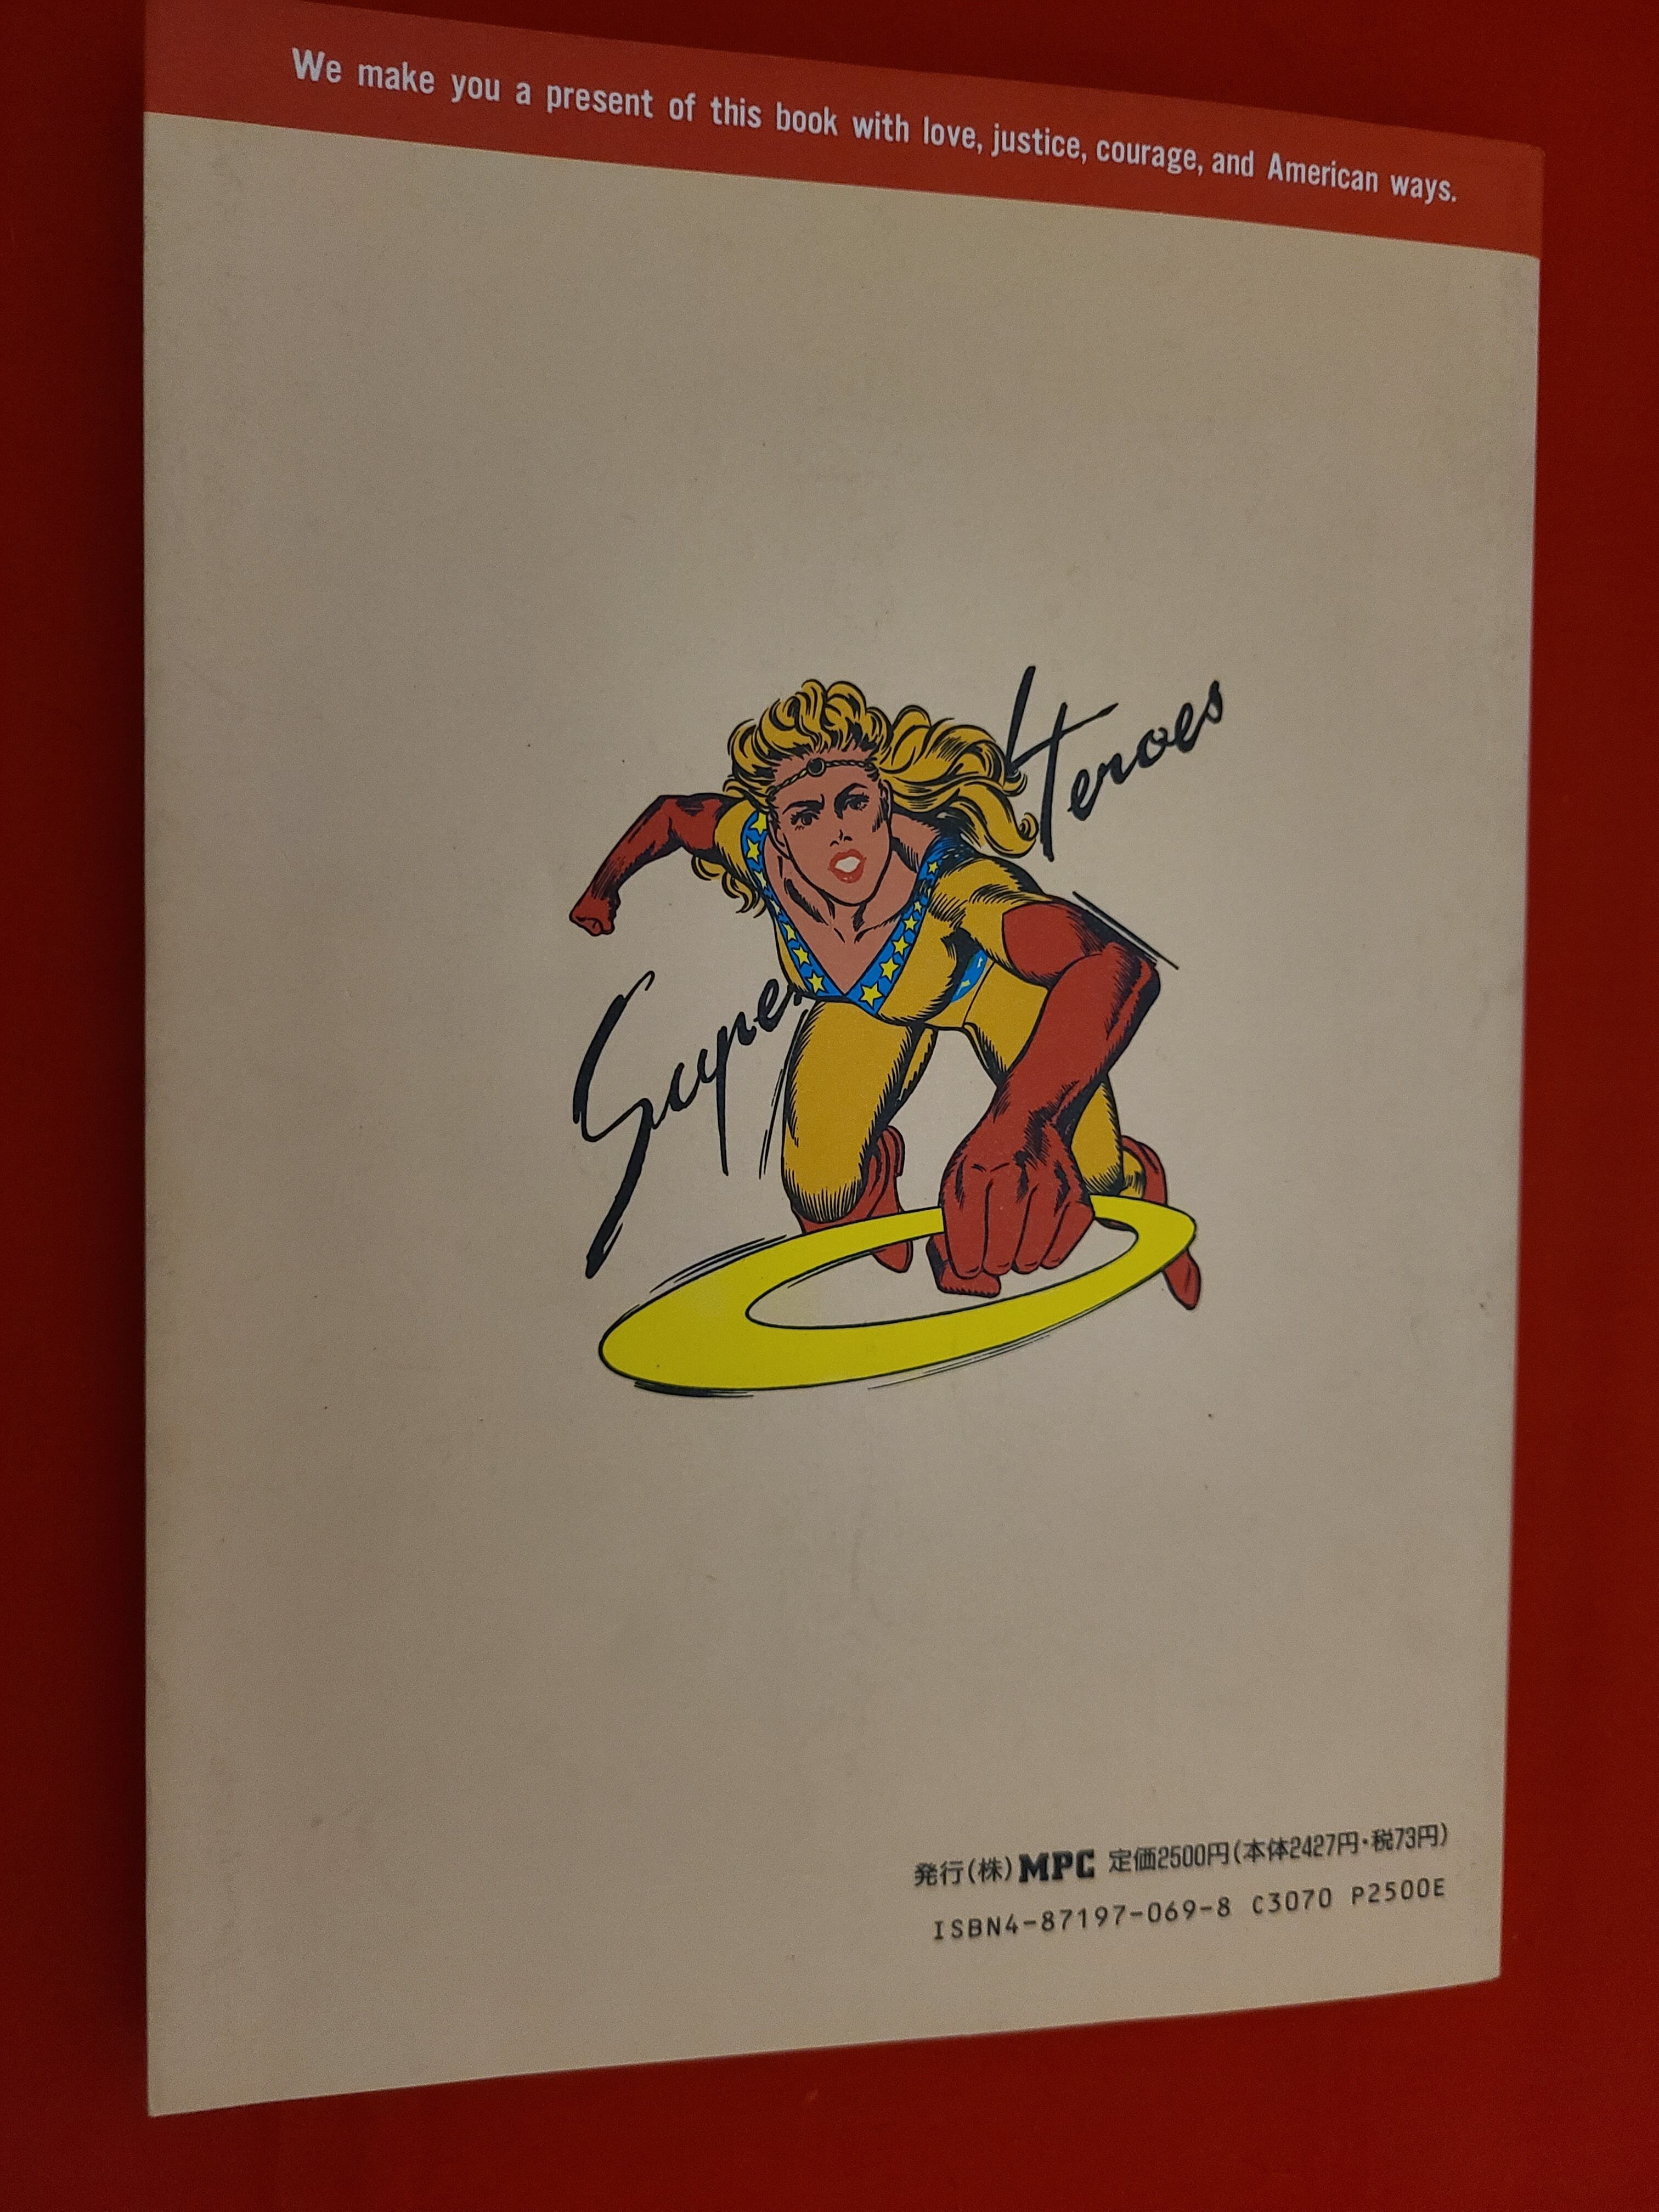 We make you a present of this book with love, justice, courage, and American ways.
Super Heroes
発行(株)MPC 定価2500円(本体2427円・税73円)
ISBN4-87197-069-8 C3070 P2500E